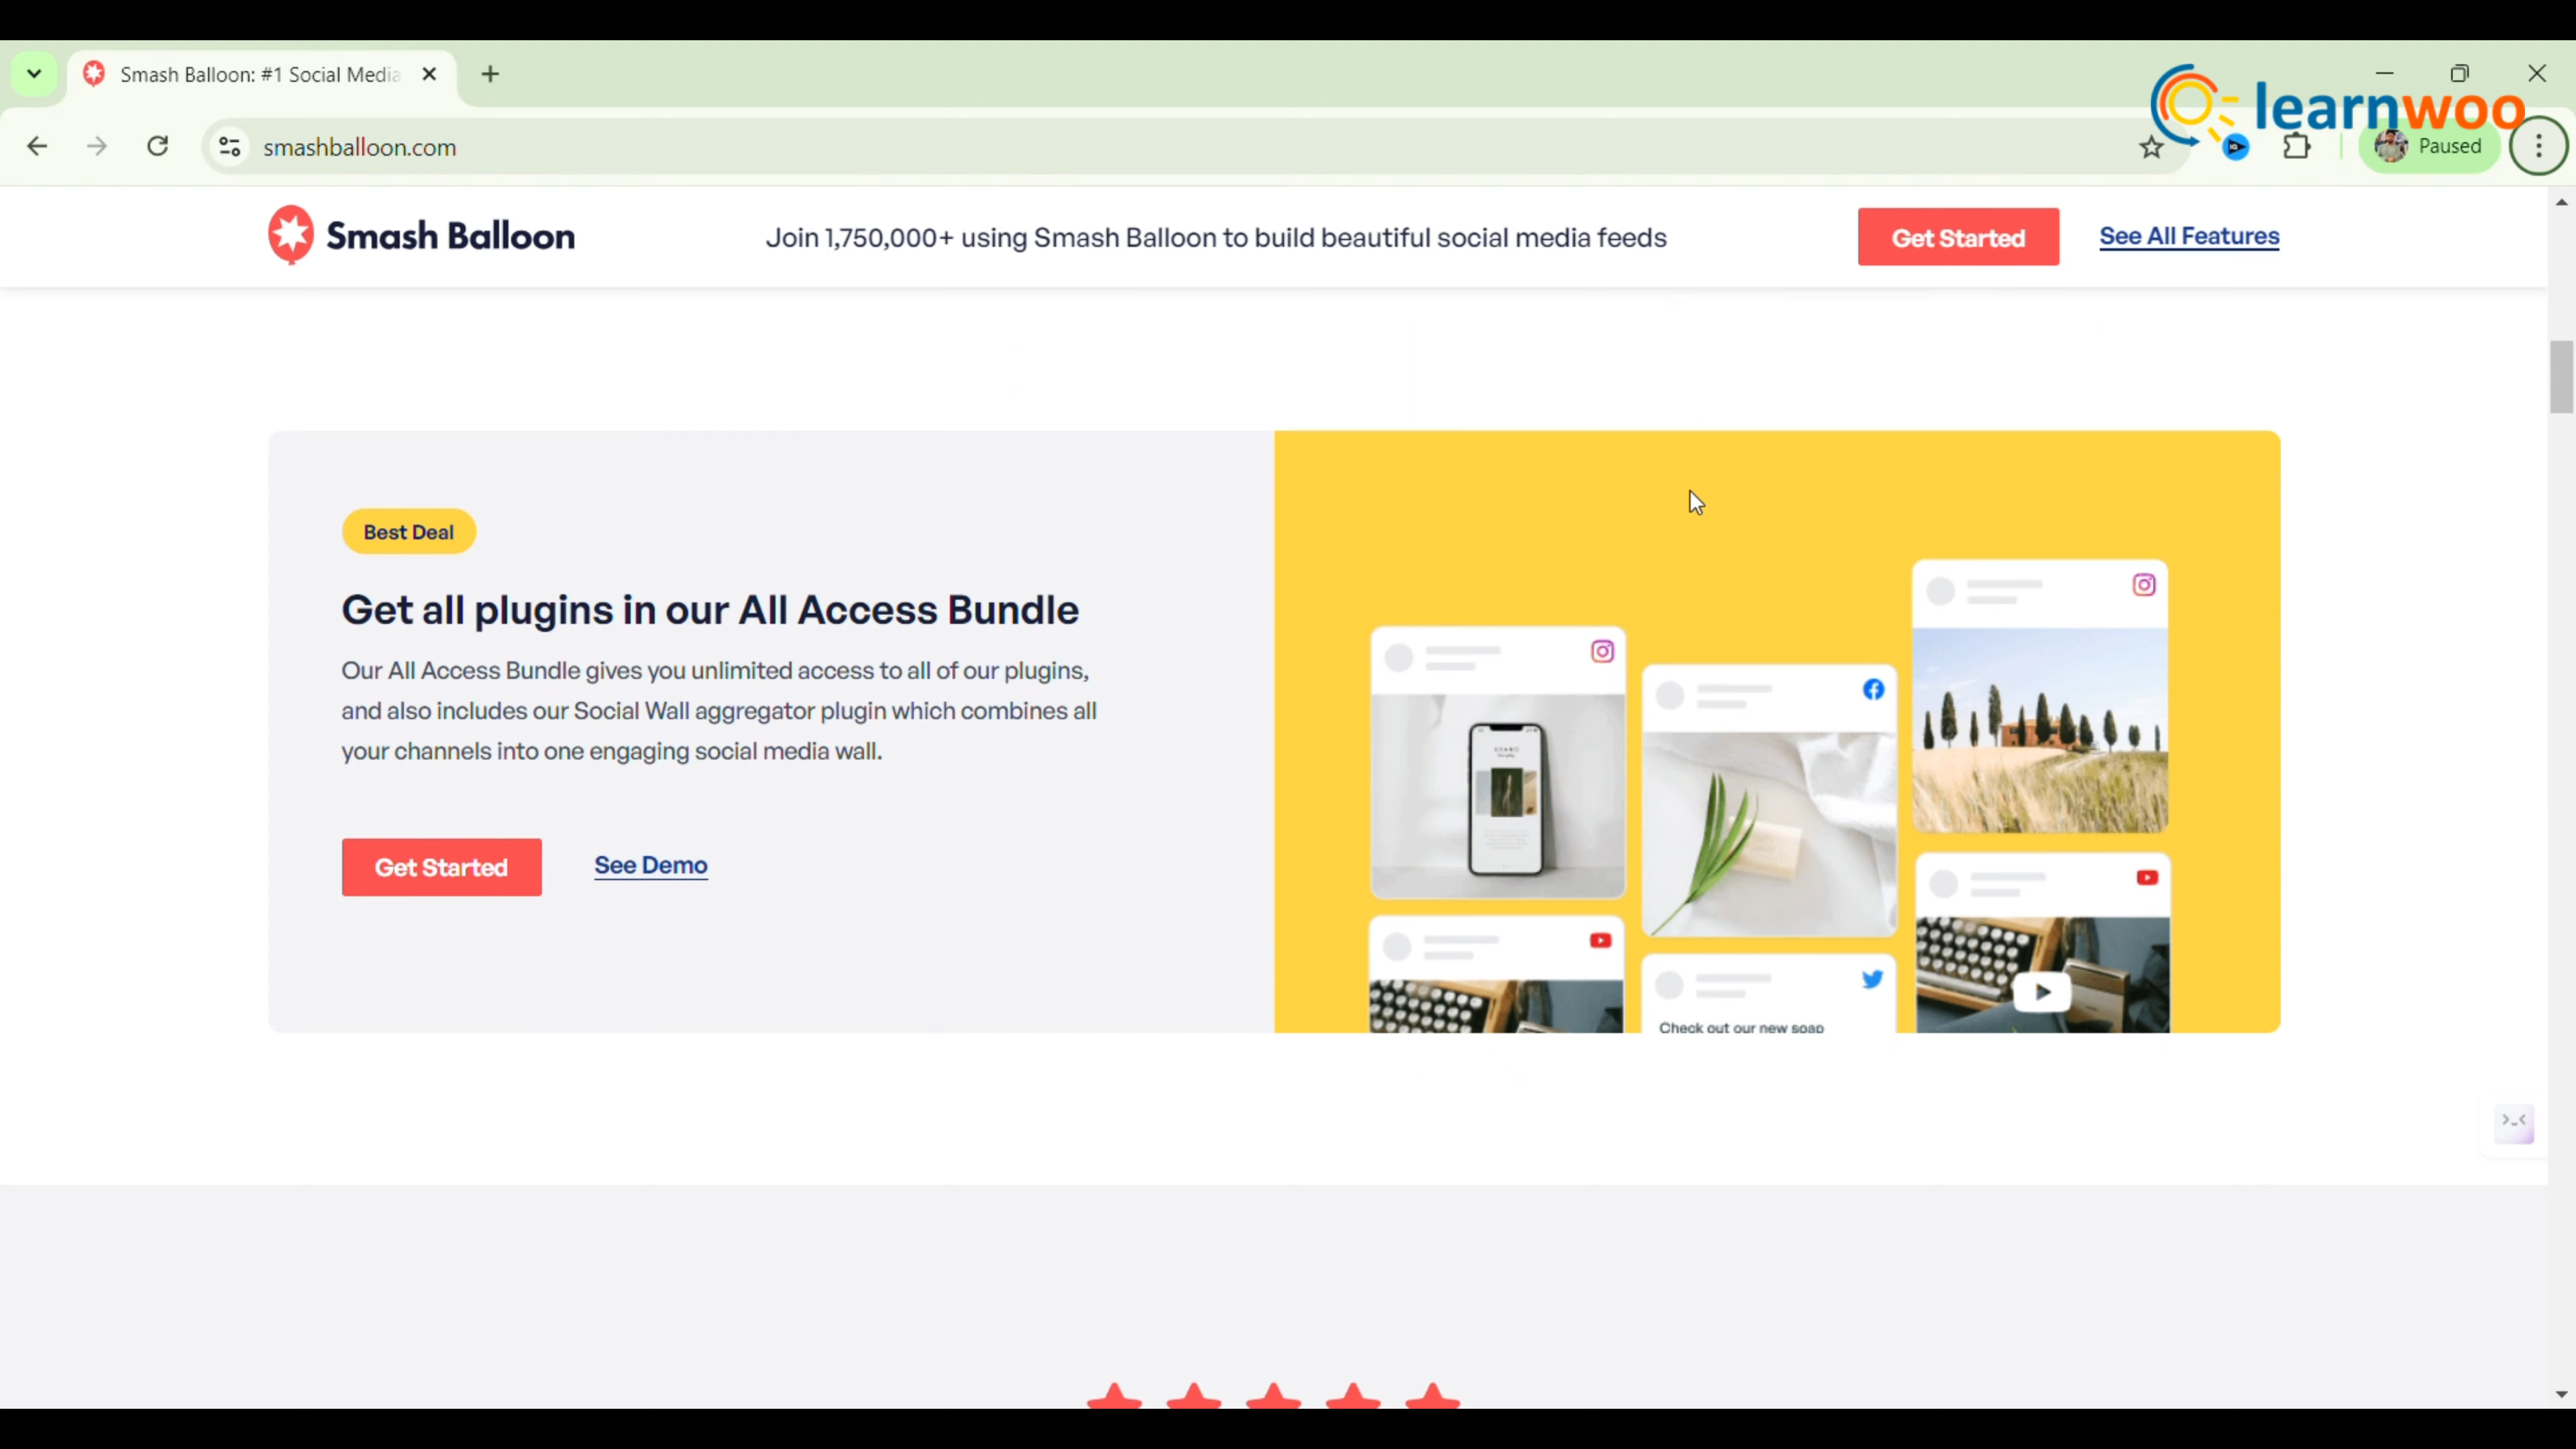 Smash Balloon: #1 Social Media
learnwoo
smashballoon.com
Paused
Smash Balloon
Join 1,750,000+ using Smash Balloon to build beautiful social media feeds
Get Started
See All Features
Best Deal
Get all plugins in our All Access Bundle
Our All Access Bundle gives you unlimited access to all of our plugins,
and also includes our Social Wall aggregator plugin which combines all
your channels into one engaging social media wall.
Get Started
See Demo
Check out our new soap